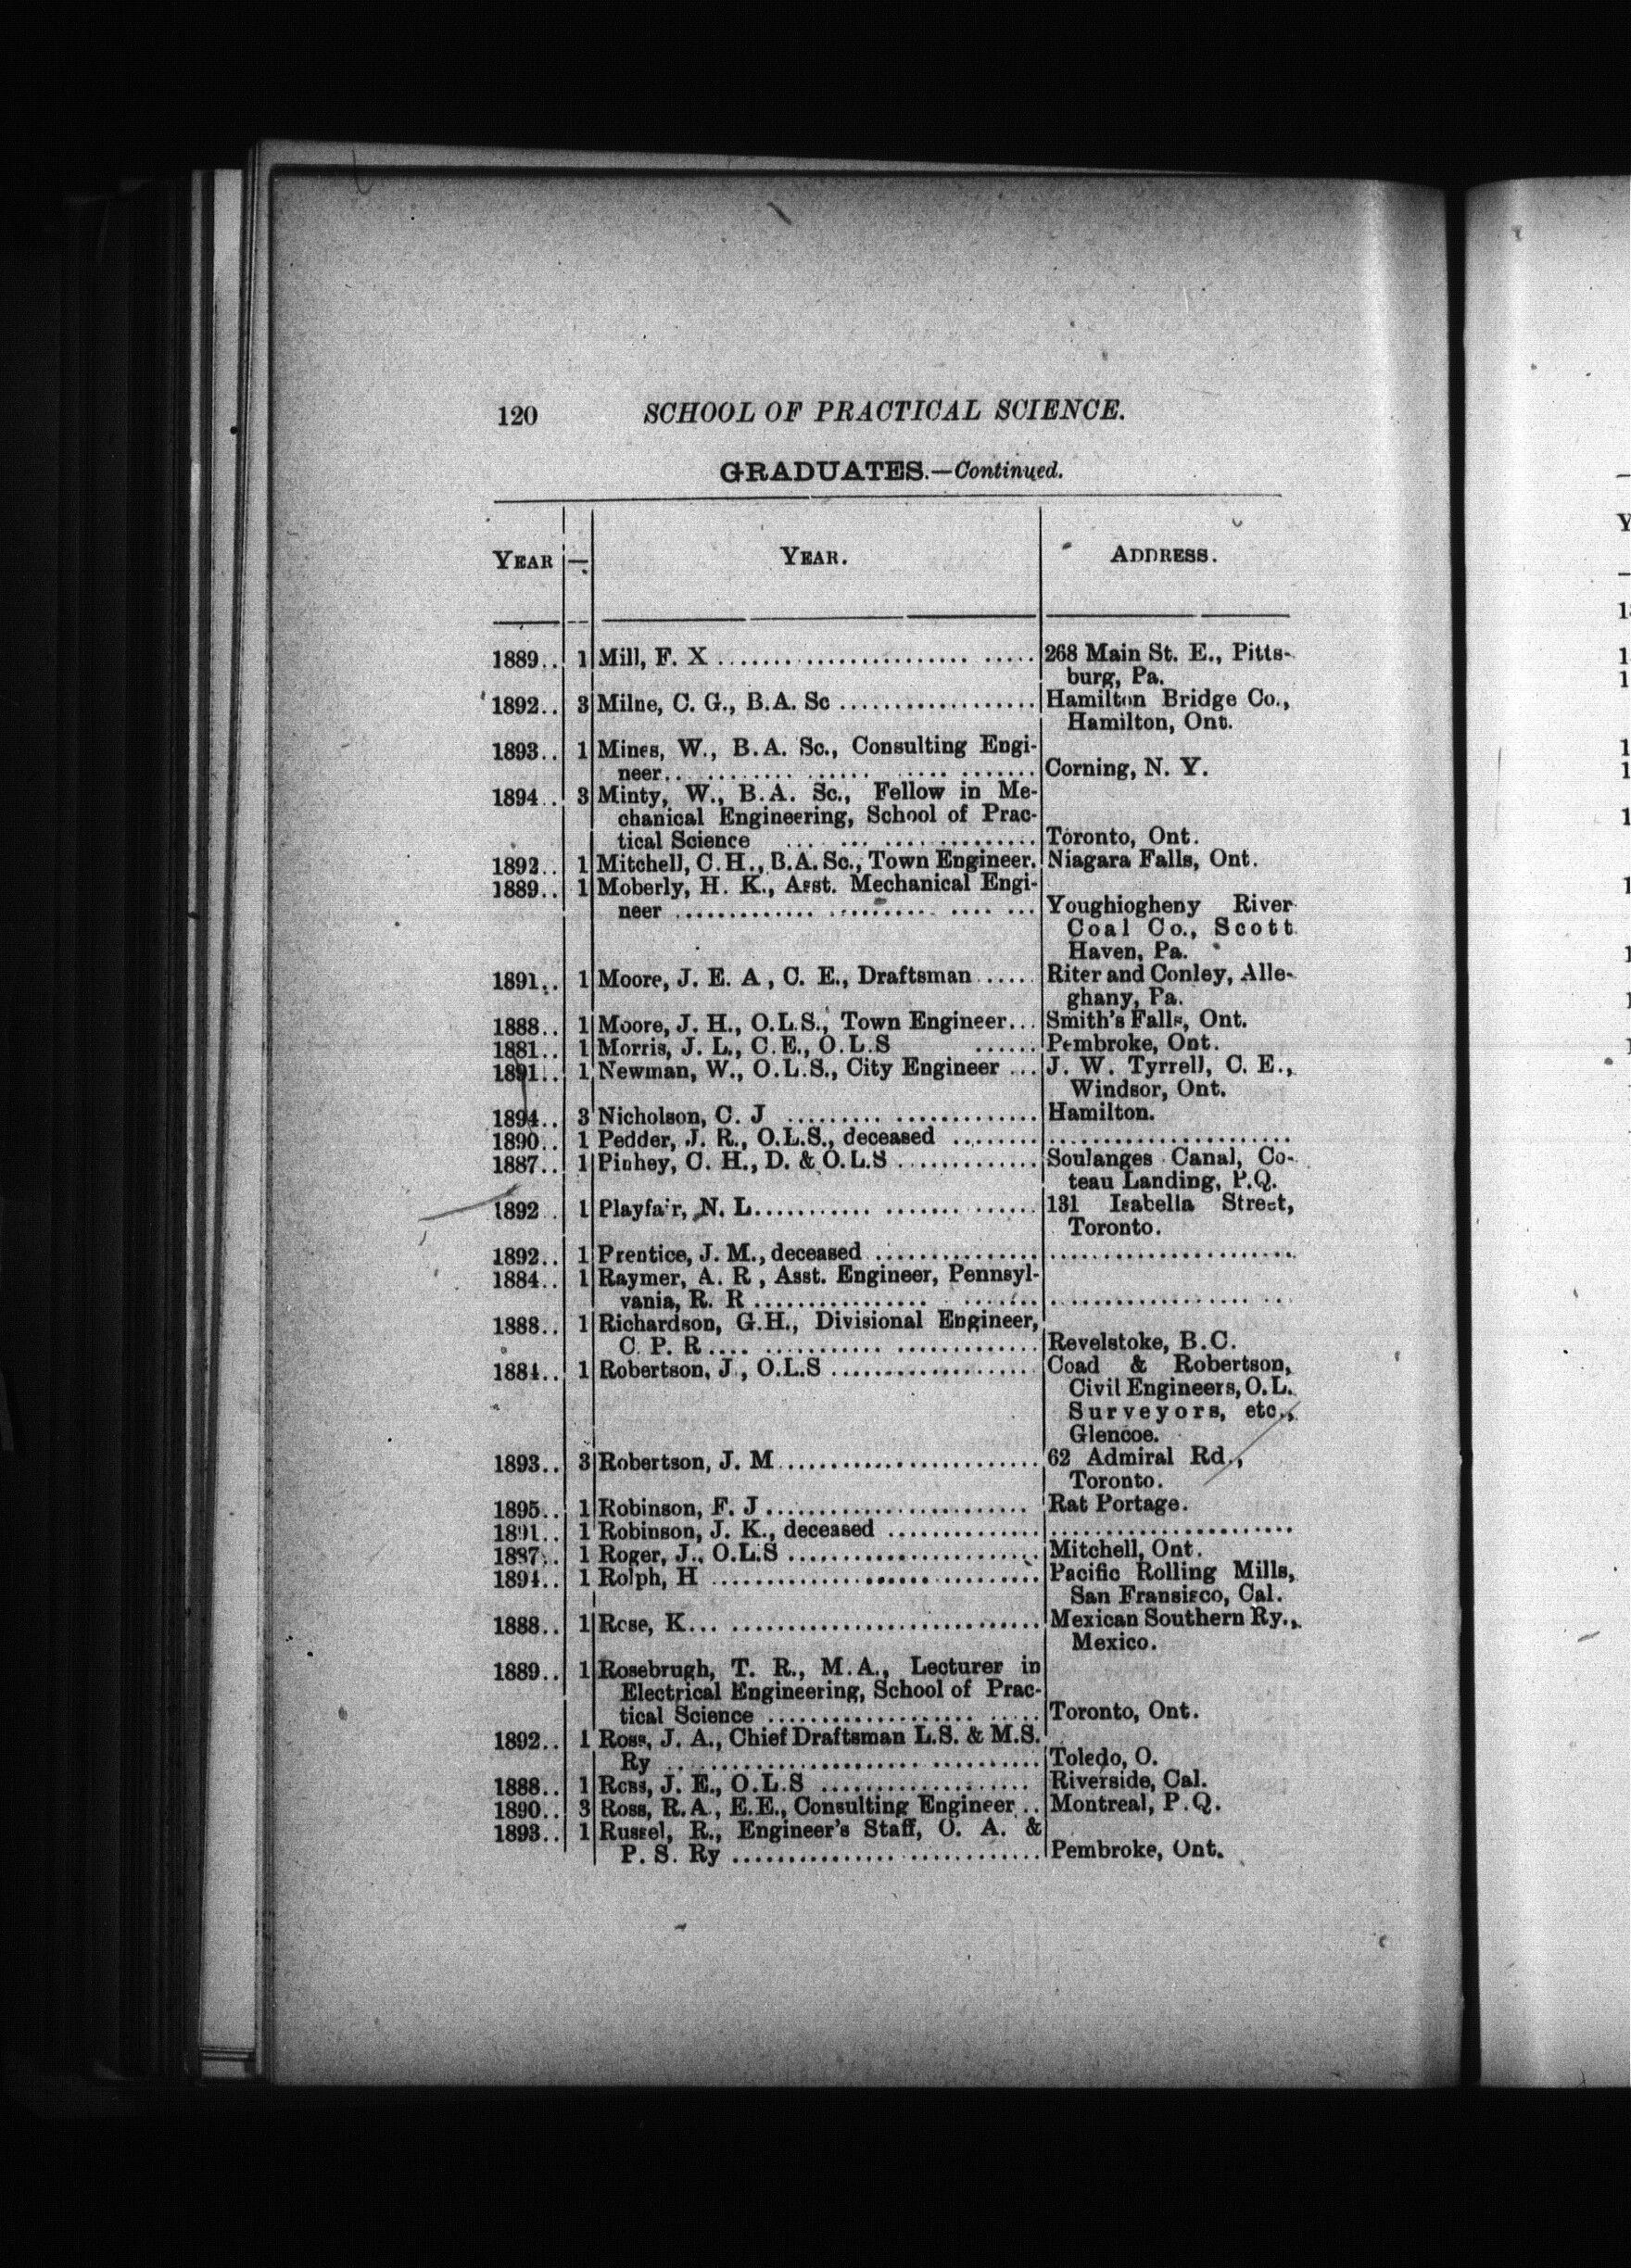 120 SCHOOL OF PRACTICAL SCIENCE.
GRADUATES.—Continued.
YEAR — YEAR. ADDRESS.
1889.. 1 Mill, F. X .......... 268 Main St. E., Pitts-
burg, Pa.
1892.. 3 Milne, C. G., B.A. Sc .......... Hamilton Bridge Co.,
Hamilton, Ont.
1893.. 1 Mines, W., B.A. Sc., Consulting Engi-
neer.......... Corning, N. Y.
1894.. 3 Minty, W., B.A. Sc., Fellow in Me-
chanical Engineering, School of Prac-
tical Science .......... Toronto, Ont.
1892.. 1 Mitchell, C.H., B.A. Sc., Town Engineer. Niagara Falls, Ont.
1889.. 1 Moberly, H. K., Asst. Mechanical Engi-
neer .......... Youghiogheny River
Coal Co., Scott
Haven, Pa.
1891.. 1 Moore, J. E. A , C. E., Draftsman ..... Riter and Conley, Alle-
ghany, Pa.
1888.. 1 Moore, J. H., O.L.S., Town Engineer... Smith's Falls, Ont.
1881.. 1 Morris, J. L., C.E., O.L.S ...... Pembroke, Ont.
1891.. 1 Newman, W., O.L.S., City Engineer ... J. W. Tyrrell, C. E.,
Windsor, Ont.
1894.. 3 Nicholson, C. J .......... Hamilton.
1890.. 1 Pedder, J. R., O.L.S., deceased ..........
1887.. 1 Pinhey, C. H., D. & O.L.S .......... Soulanges Canal, Co-
teau Landing, P.Q.
1892.. 1 Playfair, N. L.......... 131 Isabella Street,
Toronto.
1892.. 1 Prentice, J. M., deceased ..........
1884.. 1 Raymer, A. R , Asst. Engineer, Pennsyl-
vania, R. R ..........
1888.. 1 Richardson, G.H., Divisional Engineer,
C. P. R.......... Revelstoke, B.C.
1884.. 1 Robertson, J., O.L.S .......... Coad & Robertson,
Civil Engineers, O.L.
Surveyors, etc.,
Glencoe.
1893.. 3 Robertson, J. M.......... 62 Admiral Rd.,
Toronto.
1895.. 1 Robinson, F. J .......... Rat Portage.
1891.. 1 Robinson, J. K., deceased ..........
1887.. 1 Roger, J., O.L.S .......... Mitchell, Ont.
1894.. 1 Rolph, H .......... Pacific Rolling Mills,
San Fransisco, Cal.
1888.. 1 Rose, K.......... Mexican Southern Ry.,
Mexico.
1889.. 1 Rosebrugh, T. R., M.A., Lecturer in
Electrical Engineering, School of Prac-
tical Science .......... Toronto, Ont.
1892.. 1 Ross, J. A., Chief Draftsman L.S. & M.S.
Ry .......... Toledo, O.
1888.. 1 Ross, J. E., O.L.S .......... Riverside, Cal.
1890.. 3 Ross, R.A., E.E., Consulting Engineer .. Montreal, P.Q.
1893.. 1 Russel, R., Engineer's Staff, O. A. &
P. S. Ry .......... Pembroke, Ont.